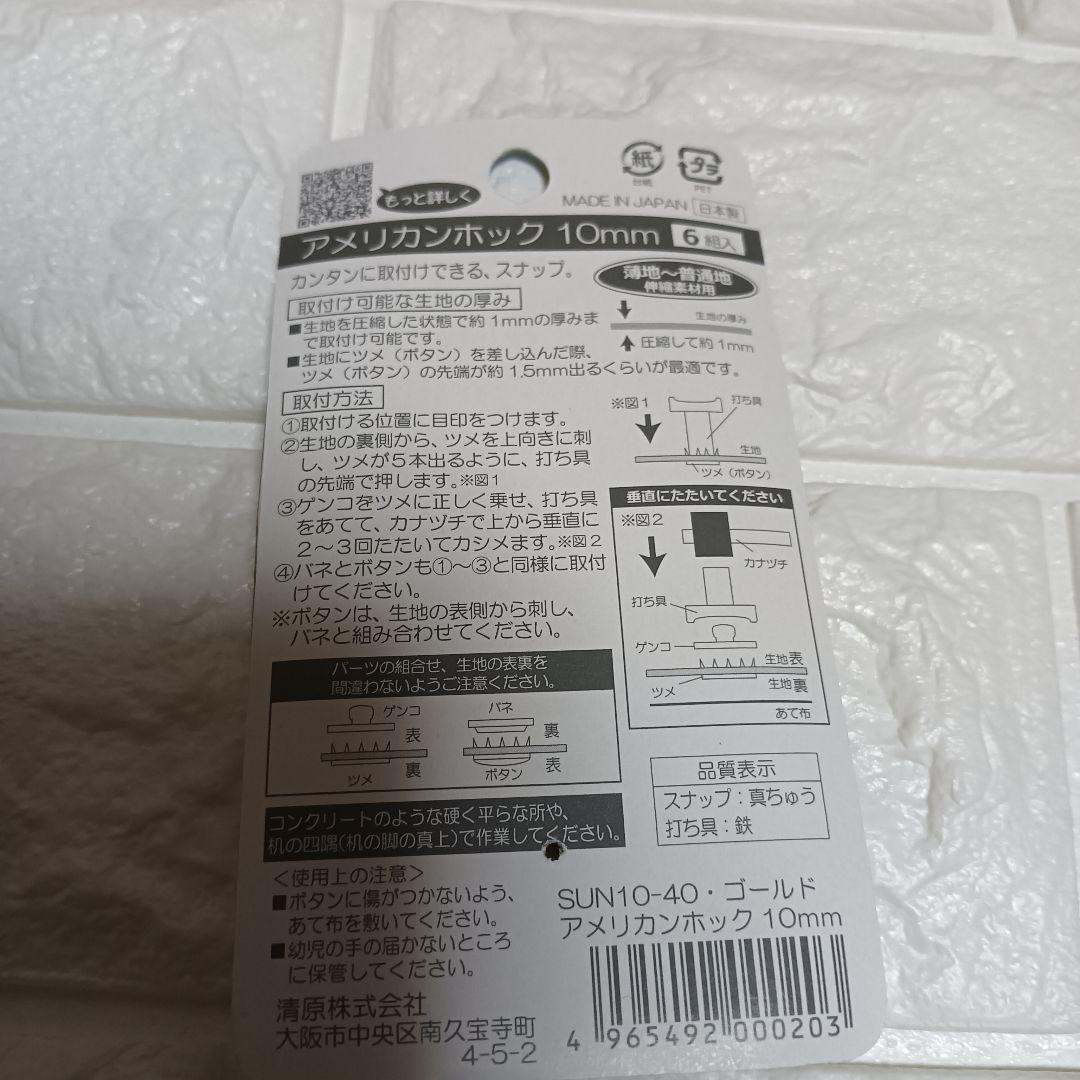 もっと詳しく
紙
台紙
プラ
PET
MADE IN JAPAN 日本製
アメリカンホック 10mm 6組入
カンタンに取付けできる、スナップ。
薄地〜普通地
伸縮素材用
取付け可能な生地の厚み
■生地を圧縮した状態で約1mmの厚みま
で取付け可能です。
■生地にツメ（ボタン）を差し込んだ際、
ツメ（ボタン）の先端が約1.5mm出るくらいが最適です。
生地の厚み
圧縮して約1mm
取付方法
①取付ける位置に目印をつけます。
②生地の裏側から、ツメを上向きに刺
し、ツメが5本出るように、打ち具
の先端で押します。※図1
③ゲンコをツメに正しく乗せ、打ち具
をあてて、カナヅチで上から垂直に
2〜3回たたいてカシメます。※図2
④バネとボタンも①〜③と同様に取付
けてください。
※ボタンは、生地の表側から刺し、
バネと組み合わせてください。
※図1
打ち具
生地
ツメ（ボタン）
垂直にたたいてください
※図2
カナヅチ
打ち具
ゲンコ
生地表
生地裏
ツメ
あて布
パーツの組合せ、生地の表裏を
間違わないようご注意ください。
ゲンコ
表
裏
ツメ
バネ
裏
表
ボタン
コンクリートのような硬く平らな所や、
机の四隅(机の脚の真上)で作業してください。
品質表示
スナップ：真ちゅう
打ち具：鉄
＜使用上の注意＞
■ボタンに傷がつかないよう、
あて布を敷いてください。
■幼児の手の届かないところ
に保管してください。
清原株式会社
大阪市中央区南久宝寺町
4-5-2
SUN10-40・ゴールド
アメリカンホック 10mm
4 965492 000203